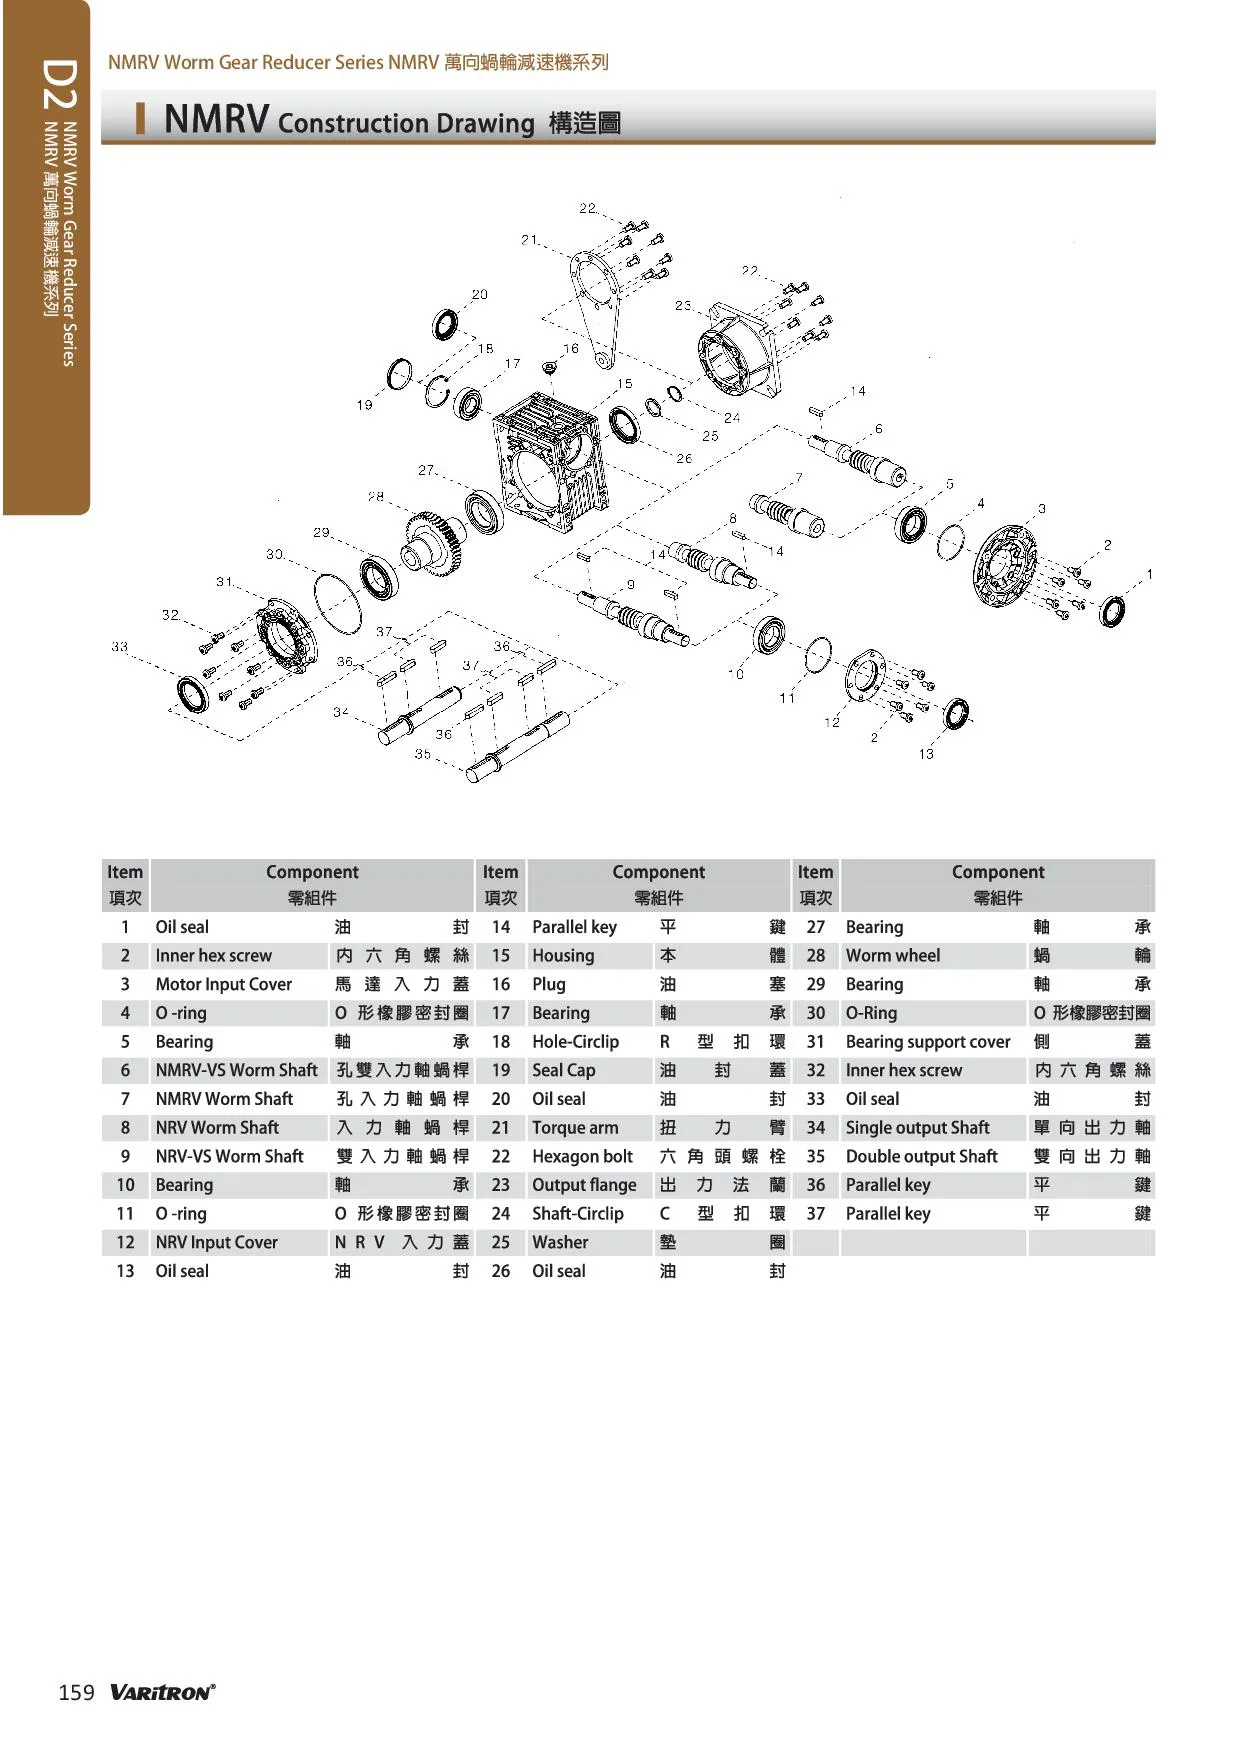 NMRV Worm Gear Reducer Series NMRV 萬向蝸輪減速機系列
D2 NMRV Worm Gear Reducer Series
NMRV 萬向蝸輪減速機系列
NMRV Construction Drawing 構造圖
22
21
22
20
23
18
16
17
15
14
19
24
6
25
26
27
7
5
28
8
4
3
29
14
14
2
30
9
1
31
32
37
33
36
36
37
10
11
34
12
36
2
35
13
Item Component Item Component Item Component
項次 零組件 項次 零組件 項次 零組件
1 Oil seal 油封 14 Parallel key 平鍵 27 Bearing 軸承
2 Inner hex screw 內六角螺絲 15 Housing 本體 28 Worm wheel 蝸輪
3 Motor Input Cover 馬達入力蓋 16 Plug 油塞 29 Bearing 軸承
4 O -ring O 形橡膠密封圈 17 Bearing 軸承 30 O-Ring O 形橡膠密封圈
5 Bearing 軸承 18 Hole-Circlip R 型扣環 31 Bearing support cover 側蓋
6 NMRV-VS Worm Shaft 孔雙入力軸蝸桿 19 Seal Cap 油封蓋 32 Inner hex screw 內六角螺絲
7 NMRV Worm Shaft 孔入力軸蝸桿 20 Oil seal 油封 33 Oil seal 油封
8 NRV Worm Shaft 入力軸蝸桿 21 Torque arm 扭力臂 34 Single output Shaft 單向出力軸
9 NRV-VS Worm Shaft 雙入力軸蝸桿 22 Hexagon bolt 六角頭螺栓 35 Double output Shaft 雙向出力軸
10 Bearing 軸承 23 Output flange 出力法蘭 36 Parallel key 平鍵
11 O -ring O 形橡膠密封圈 24 Shaft-Circlip C 型扣環 37 Parallel key 平鍵
12 NRV Input Cover NRV 入力蓋 25 Washer 墊圈
13 Oil seal 油封 26 Oil seal 油封
159 VARITRON®